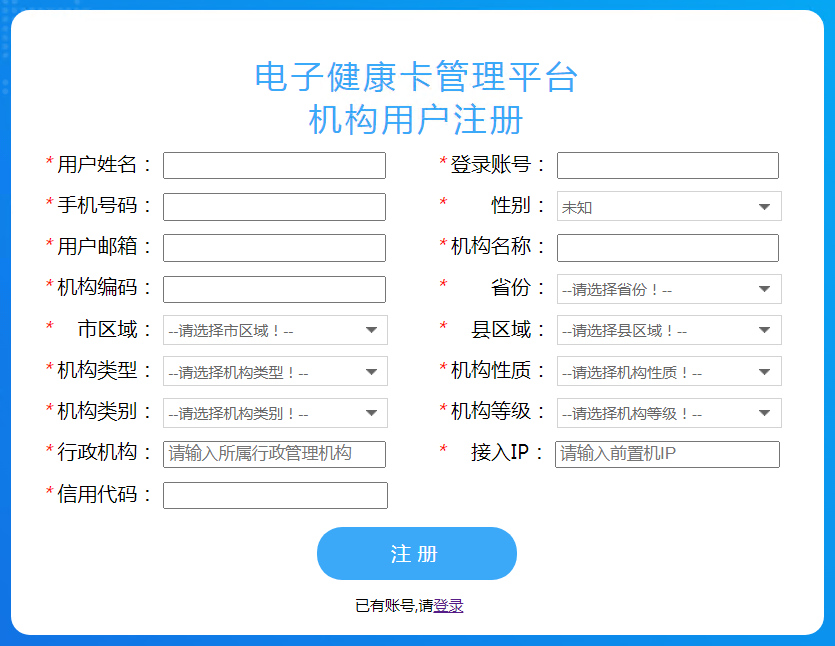 电子健康卡管理平台
机构用户注册
*用户姓名： *登录账号：
*手机号码： * 性别： 未知
*用户邮箱： *机构名称：
*机构编码： * 省份： --请选择省份！--
* 市区域： --请选择市区域！-- * 县区域： --请选择县区域！--
*机构类型： --请选择机构类型！-- *机构性质： --请选择机构性质！--
*机构类别： --请选择机构类别！-- *机构等级： --请选择机构等级！--
*行政机构： 请输入所属行政管理机构 * 接入IP： 请输入前置机IP
*信用代码：
注 册
已有账号,请登录